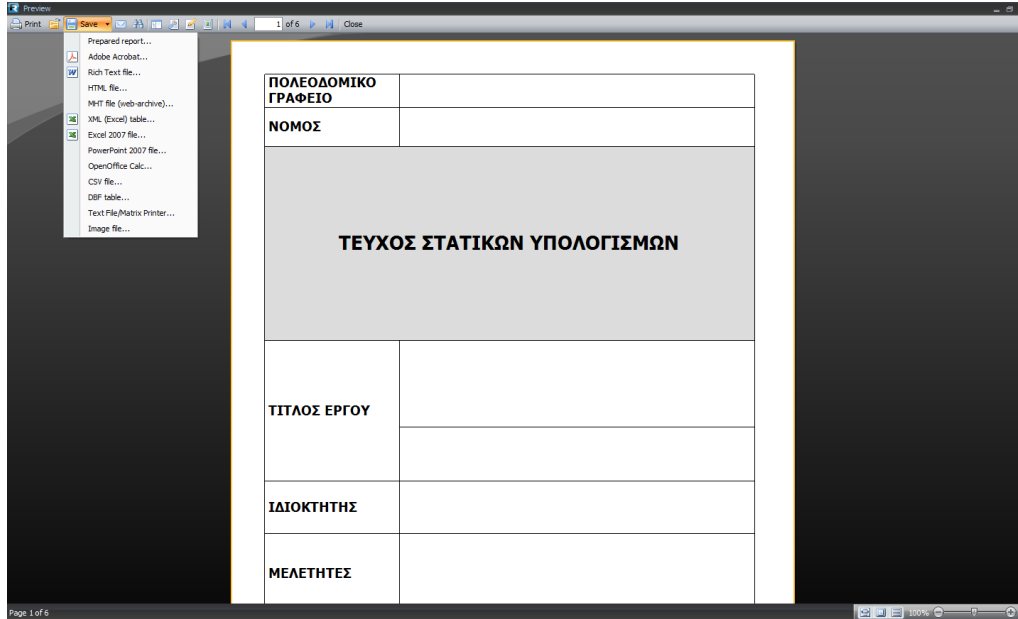 Preview
Print Save 1 of 6 Close
Prepared report...
Adobe Acrobat...
Rich Text file...
HTML file...
MHT file (web-archive)...
XML (Excel) table...
Excel 2007 file...
PowerPoint 2007 file...
OpenOffice Calc...
CSV file...
DBF table...
Text File/Matrix Printer...
Image file...
ΠΟΛΕΟΔΟΜΙΚΟ
ΓΡΑΦΕΙΟ
ΝΟΜΟΣ
ΤΕΥΧΟΣ ΣΤΑΤΙΚΩΝ ΥΠΟΛΟΓΙΣΜΩΝ
ΤΙΤΛΟΣ ΕΡΓΟΥ
ΙΔΙΟΚΤΗΤΗΣ
ΜΕΛΕΤΗΤΕΣ
Page 1 of 6 100%